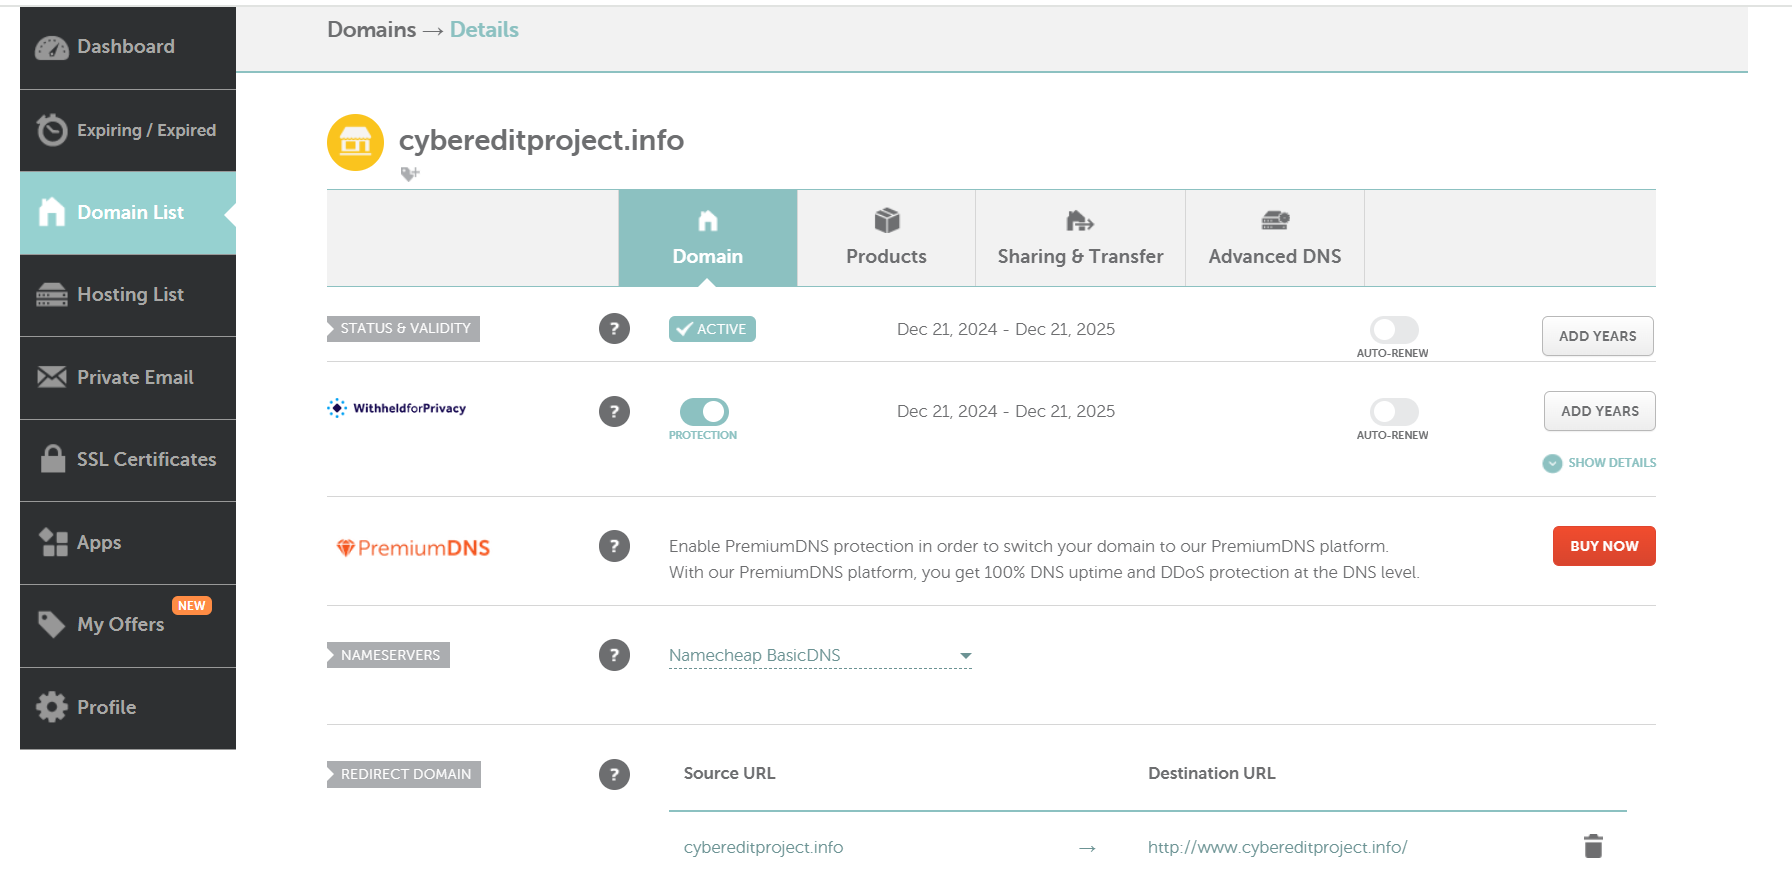 Domains → Details
Dashboard
Expiring / Expired
Domain List
Hosting List
Private Email
SSL Certificates
Apps
My Offers
NEW
Profile
cybereditproject.info
Domain
Products
Sharing & Transfer
Advanced DNS
STATUS & VALIDITY
?
ACTIVE
Dec 21, 2024 - Dec 21, 2025
AUTO-RENEW
ADD YEARS
WithheldforPrivacy
?
PROTECTION
Dec 21, 2024 - Dec 21, 2025
AUTO-RENEW
ADD YEARS
SHOW DETAILS
PremiumDNS
?
Enable PremiumDNS protection in order to switch your domain to our PremiumDNS platform.
With our PremiumDNS platform, you get 100% DNS uptime and DDoS protection at the DNS level.
BUY NOW
NAMESERVERS
?
Namecheap BasicDNS
REDIRECT DOMAIN
?
Source URL
Destination URL
cybereditproject.info → http://www.cybereditproject.info/